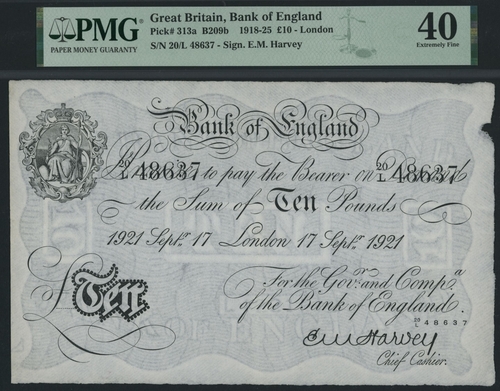 PMG
PAPER MONEY GUARANTY
Great Britain, Bank of England
Pick# 313a B209b 1918-25 £10 - London
S/N 20/L 48637 - Sign. E.M. Harvey
40
Extremely Fine
Bank of England
20/L 48637 20/L 48637
to pay the Bearer on
the Sum of Ten Pounds
1921 Septr. 17 London 17 Septr. 1921
For the Govr. and Compa.
of the Bank of England.
£Ten
20/L 48637
E M Harvey
Chief Cashier.